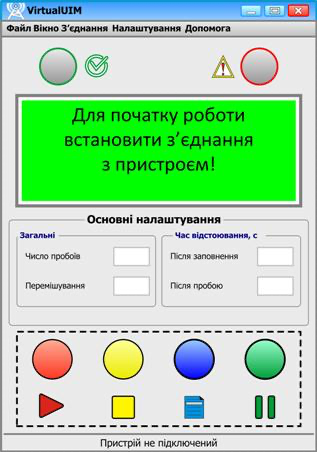 VirtualUIM
Файл Вікно З’єднання Налаштування Допомога
Для початку роботи
встановити з’єднання
з пристроєм!
Основні налаштування
Загальні
Число пробоїв
Перемішування
Час відстоювання, с
Після заповнення
Після пробою
Пристрій не підключений